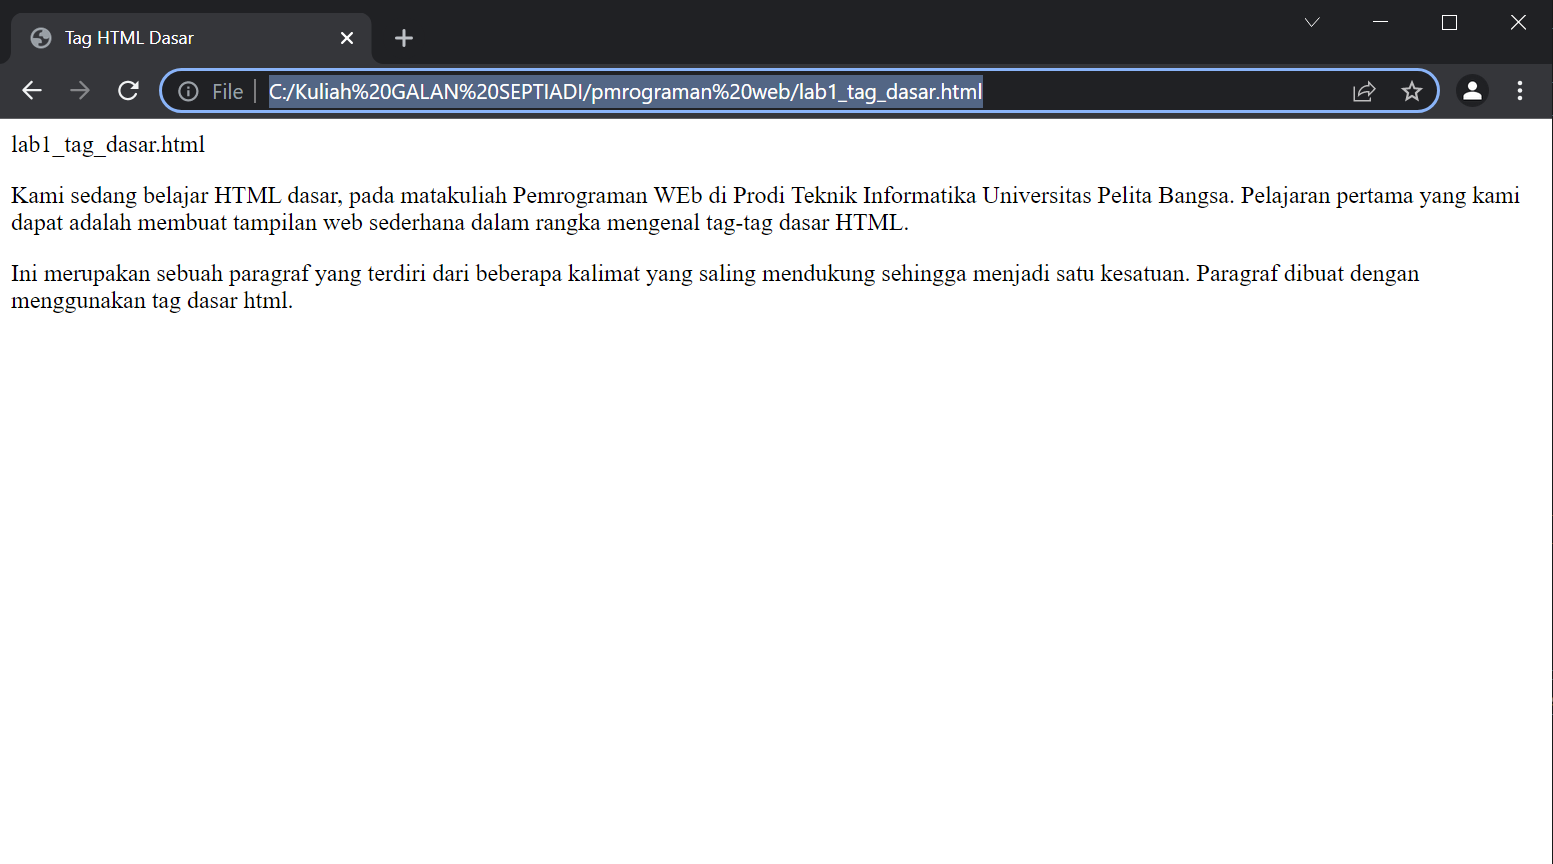 Tag HTML Dasar
File C:/Kuliah%20GALAN%20SEPTIADI/pmrograman%20web/lab1_tag_dasar.html
lab1_tag_dasar.html
Kami sedang belajar HTML dasar, pada matakuliah Pemrograman WEb di Prodi Teknik Informatika Universitas Pelita Bangsa. Pelajaran pertama yang kami
dapat adalah membuat tampilan web sederhana dalam rangka mengenal tag-tag dasar HTML.
Ini merupakan sebuah paragraf yang terdiri dari beberapa kalimat yang saling mendukung sehingga menjadi satu kesatuan. Paragraf dibuat dengan
menggunakan tag dasar html.